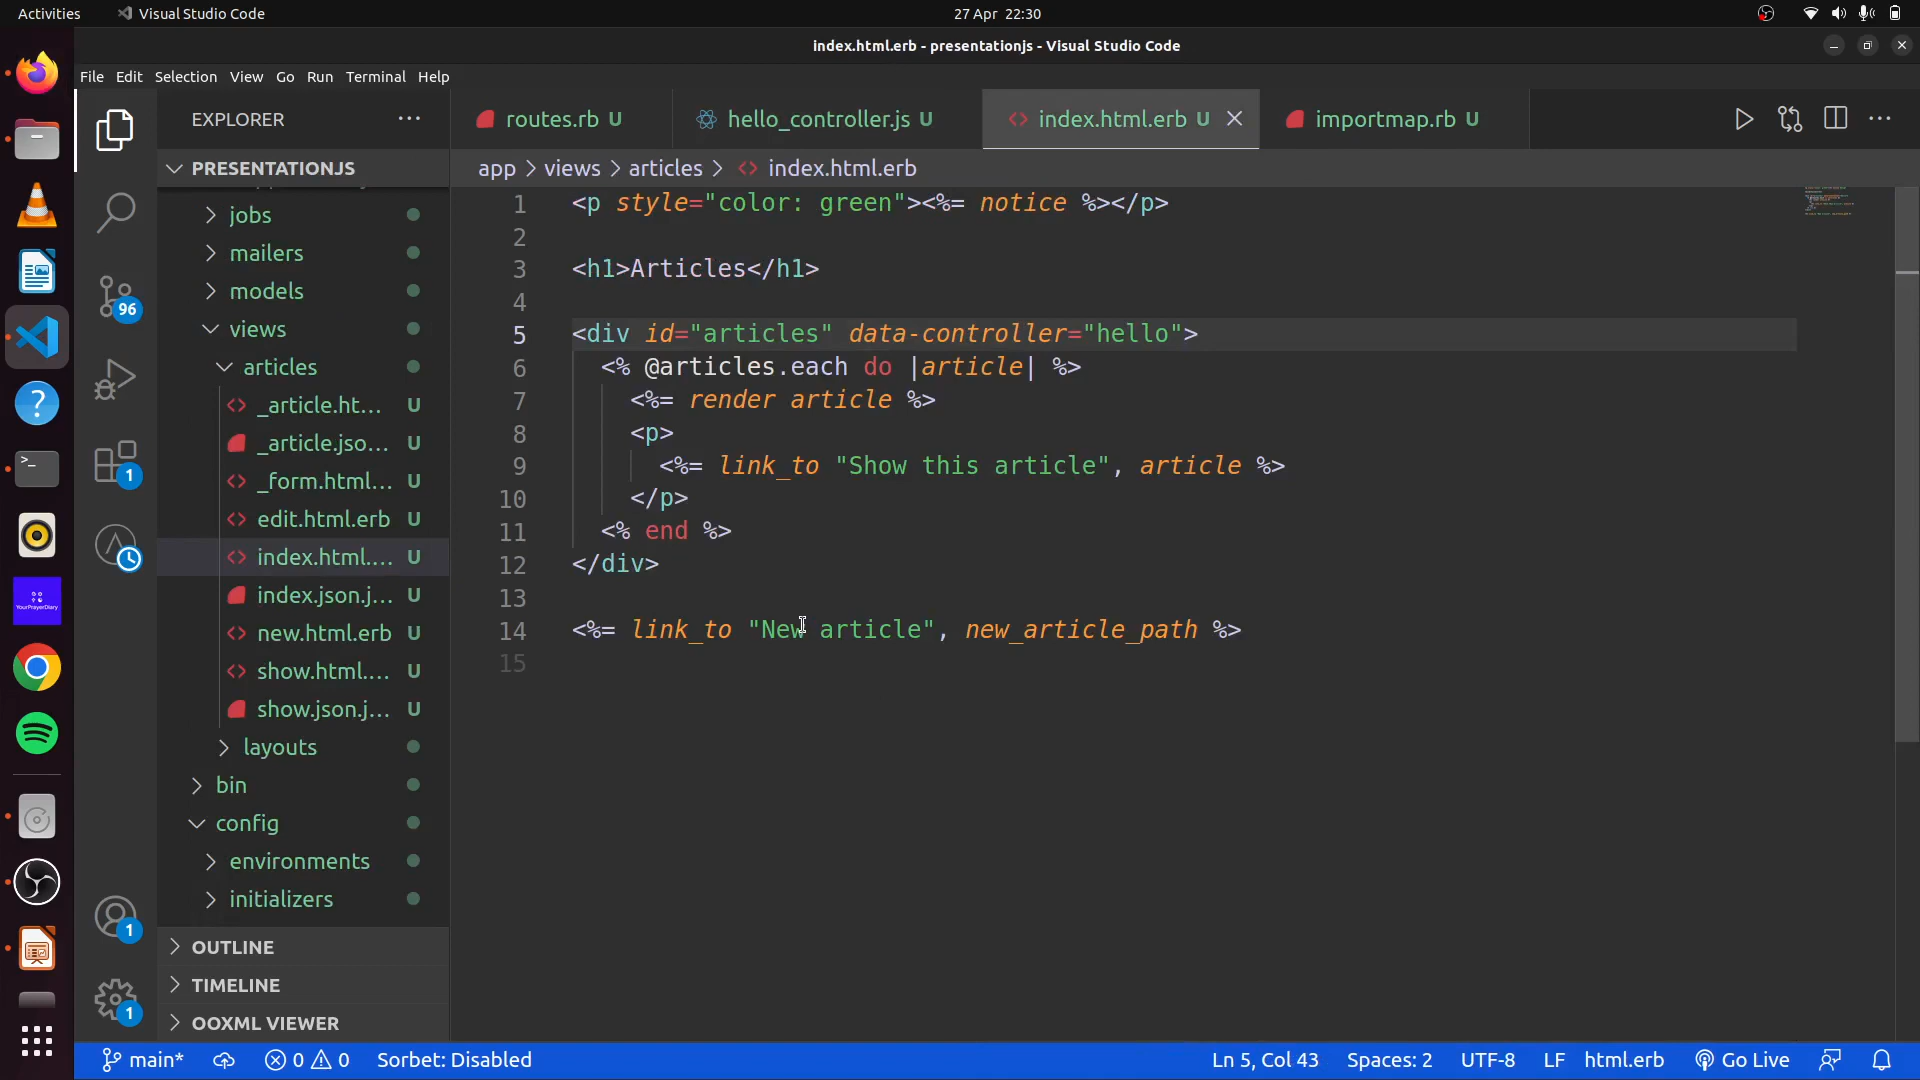 Activities Visual Studio Code 27 Apr 22:30
index.html.erb - presentationjs - Visual Studio Code
File Edit Selection View Go Run Terminal Help
EXPLORER
routes.rb U hello_controller.js U index.html.erb U importmap.rb U
PRESENTATIONJS
app > views > articles > index.html.erb
jobs
mailers
models
views
articles
_article.ht... U
_article.jso... U
_form.html... U
edit.html.erb U
index.html.... U
index.json.j... U
new.html.erb U
show.html.... U
show.json.j... U
layouts
bin
config
environments
initializers
OUTLINE
TIMELINE
OOXML VIEWER
96
1
1
1
YourPrayerDiary
1 <p style="color: green"><%= notice %></p>
2
3 <h1>Articles</h1>
4
5 <div id="articles" data-controller="hello">
6 <% @articles.each do |article| %>
7 <%= render article %>
8 <p>
9 <%= link_to "Show this article", article %>
10 </p>
11 <% end %>
12 </div>
13
14 <%= link_to "New article", new_article_path %>
15
main* 0 0 Sorbet: Disabled Ln 5, Col 43 Spaces: 2 UTF-8 LF html.erb Go Live